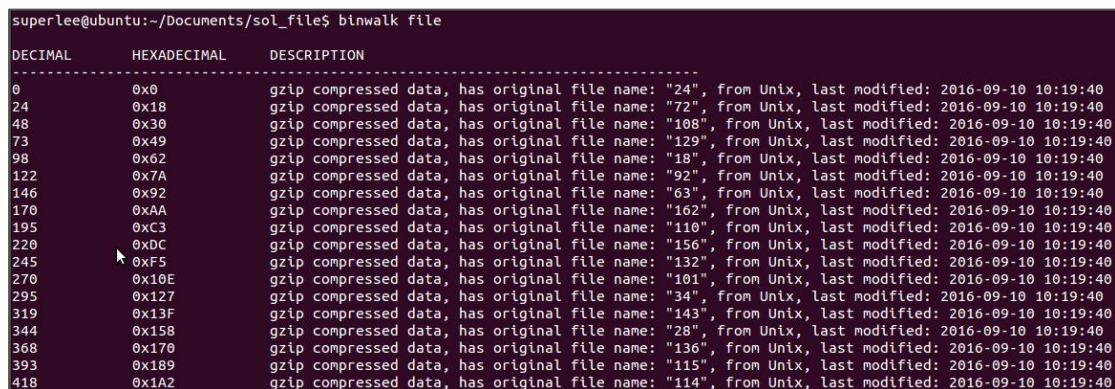 superlee@ubuntu:~/Documents/sol_file$ binwalk file
DECIMAL HEXADECIMAL DESCRIPTION
--------------------------------------------------------------------------------
0 0x0 gzip compressed data, has original file name: "24", from Unix, last modified: 2016-09-10 10:19:40
24 0x18 gzip compressed data, has original file name: "72", from Unix, last modified: 2016-09-10 10:19:40
48 0x30 gzip compressed data, has original file name: "108", from Unix, last modified: 2016-09-10 10:19:40
73 0x49 gzip compressed data, has original file name: "129", from Unix, last modified: 2016-09-10 10:19:40
98 0x62 gzip compressed data, has original file name: "18", from Unix, last modified: 2016-09-10 10:19:40
122 0x7A gzip compressed data, has original file name: "92", from Unix, last modified: 2016-09-10 10:19:40
146 0x92 gzip compressed data, has original file name: "63", from Unix, last modified: 2016-09-10 10:19:40
170 0xAA gzip compressed data, has original file name: "162", from Unix, last modified: 2016-09-10 10:19:40
195 0xC3 gzip compressed data, has original file name: "110", from Unix, last modified: 2016-09-10 10:19:40
220 0xDC gzip compressed data, has original file name: "156", from Unix, last modified: 2016-09-10 10:19:40
245 0xF5 gzip compressed data, has original file name: "132", from Unix, last modified: 2016-09-10 10:19:40
270 0x10E gzip compressed data, has original file name: "101", from Unix, last modified: 2016-09-10 10:19:40
295 0x127 gzip compressed data, has original file name: "34", from Unix, last modified: 2016-09-10 10:19:40
319 0x13F gzip compressed data, has original file name: "143", from Unix, last modified: 2016-09-10 10:19:40
344 0x158 gzip compressed data, has original file name: "28", from Unix, last modified: 2016-09-10 10:19:40
368 0x170 gzip compressed data, has original file name: "136", from Unix, last modified: 2016-09-10 10:19:40
393 0x189 gzip compressed data, has original file name: "115", from Unix, last modified: 2016-09-10 10:19:40
418 0x1A2 gzip compressed data, has original file name: "114", from Unix, last modified: 2016-09-10 10:19:40